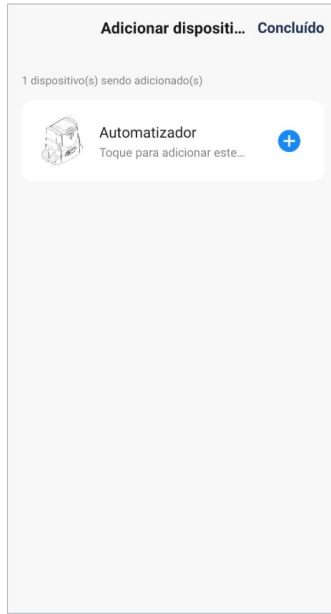 Adicionar dispositi... Concluído
1 dispositivo(s) sendo adicionado(s)
Automatizador
Toque para adicionar este...